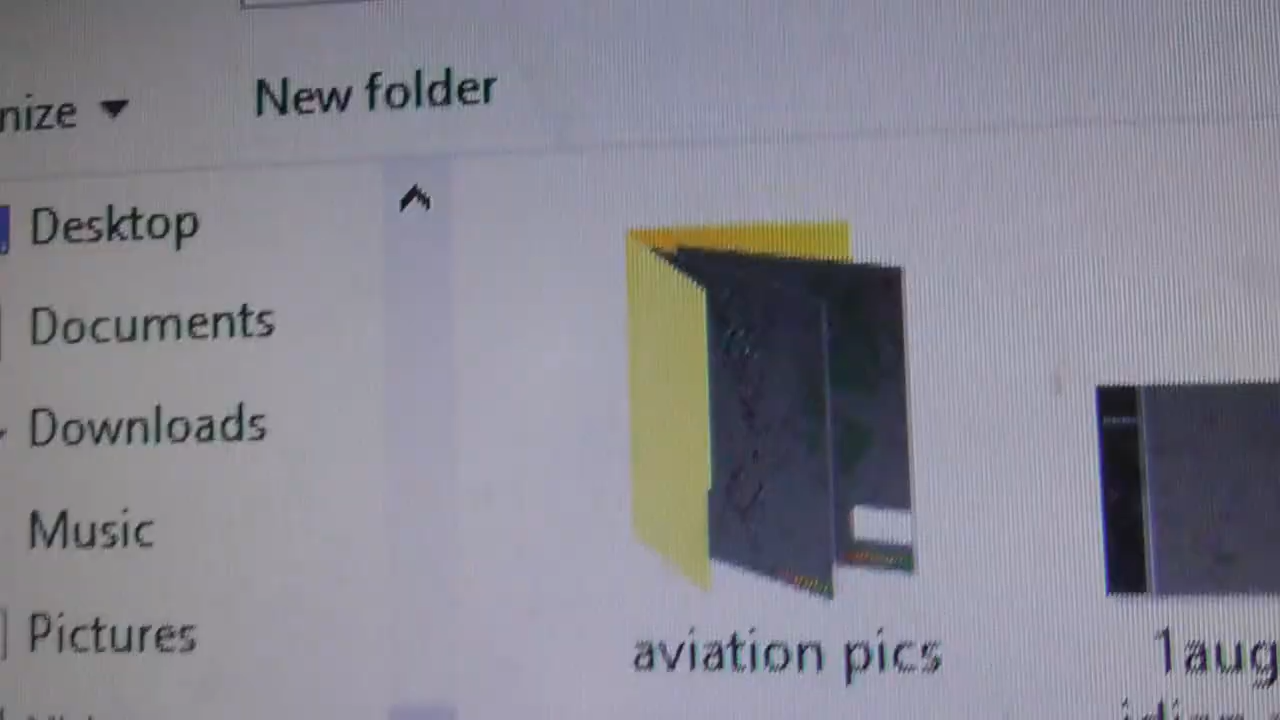 nize
New folder
Desktop
Documents
Downloads
Music
Pictures
aviation pics
1aug